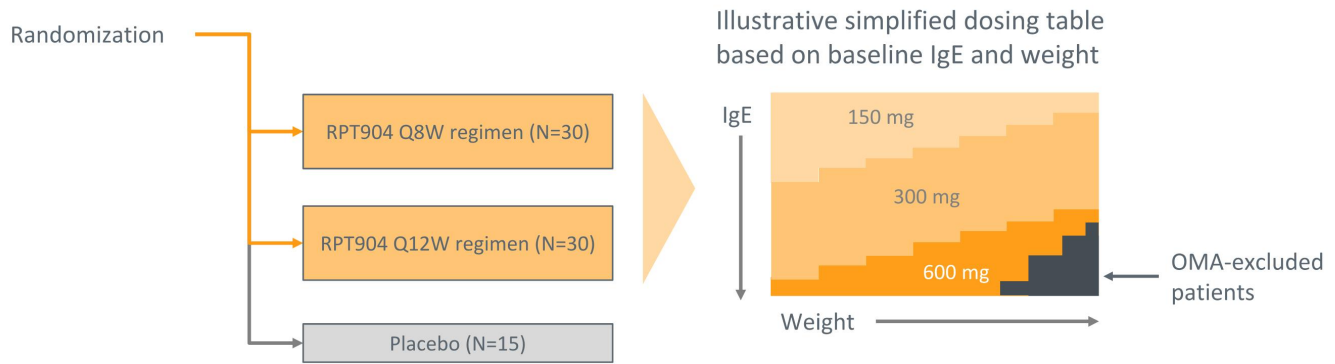 Randomization
RPT904 Q8W regimen (N=30)
RPT904 Q12W regimen (N=30)
Placebo (N=15)
Illustrative simplified dosing table
based on baseline IgE and weight
IgE
150 mg
300 mg
600 mg
Weight
OMA-excluded
patients